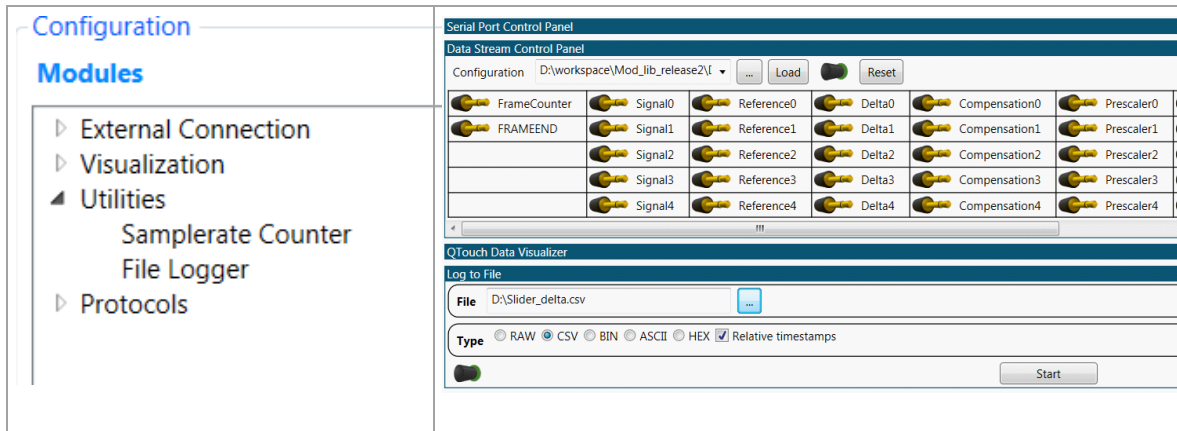 Configuration
Modules
External Connection
Visualization
Utilities
Samplerate Counter
File Logger
Protocols
Serial Port Control Panel
Data Stream Control Panel
Configuration D:\workspace\Mod_lib_release2\[ ... Load Reset
FrameCounter Signal0 Reference0 Delta0 Compensation0 Prescaler0
FRAMEEND Signal1 Reference1 Delta1 Compensation1 Prescaler1
Signal2 Reference2 Delta2 Compensation2 Prescaler2
Signal3 Reference3 Delta3 Compensation3 Prescaler3
Signal4 Reference4 Delta4 Compensation4 Prescaler4
QTouch Data Visualizer
Log to File
File D:\Slider_delta.csv ...
Type RAW CSV BIN ASCII HEX Relative timestamps
Start